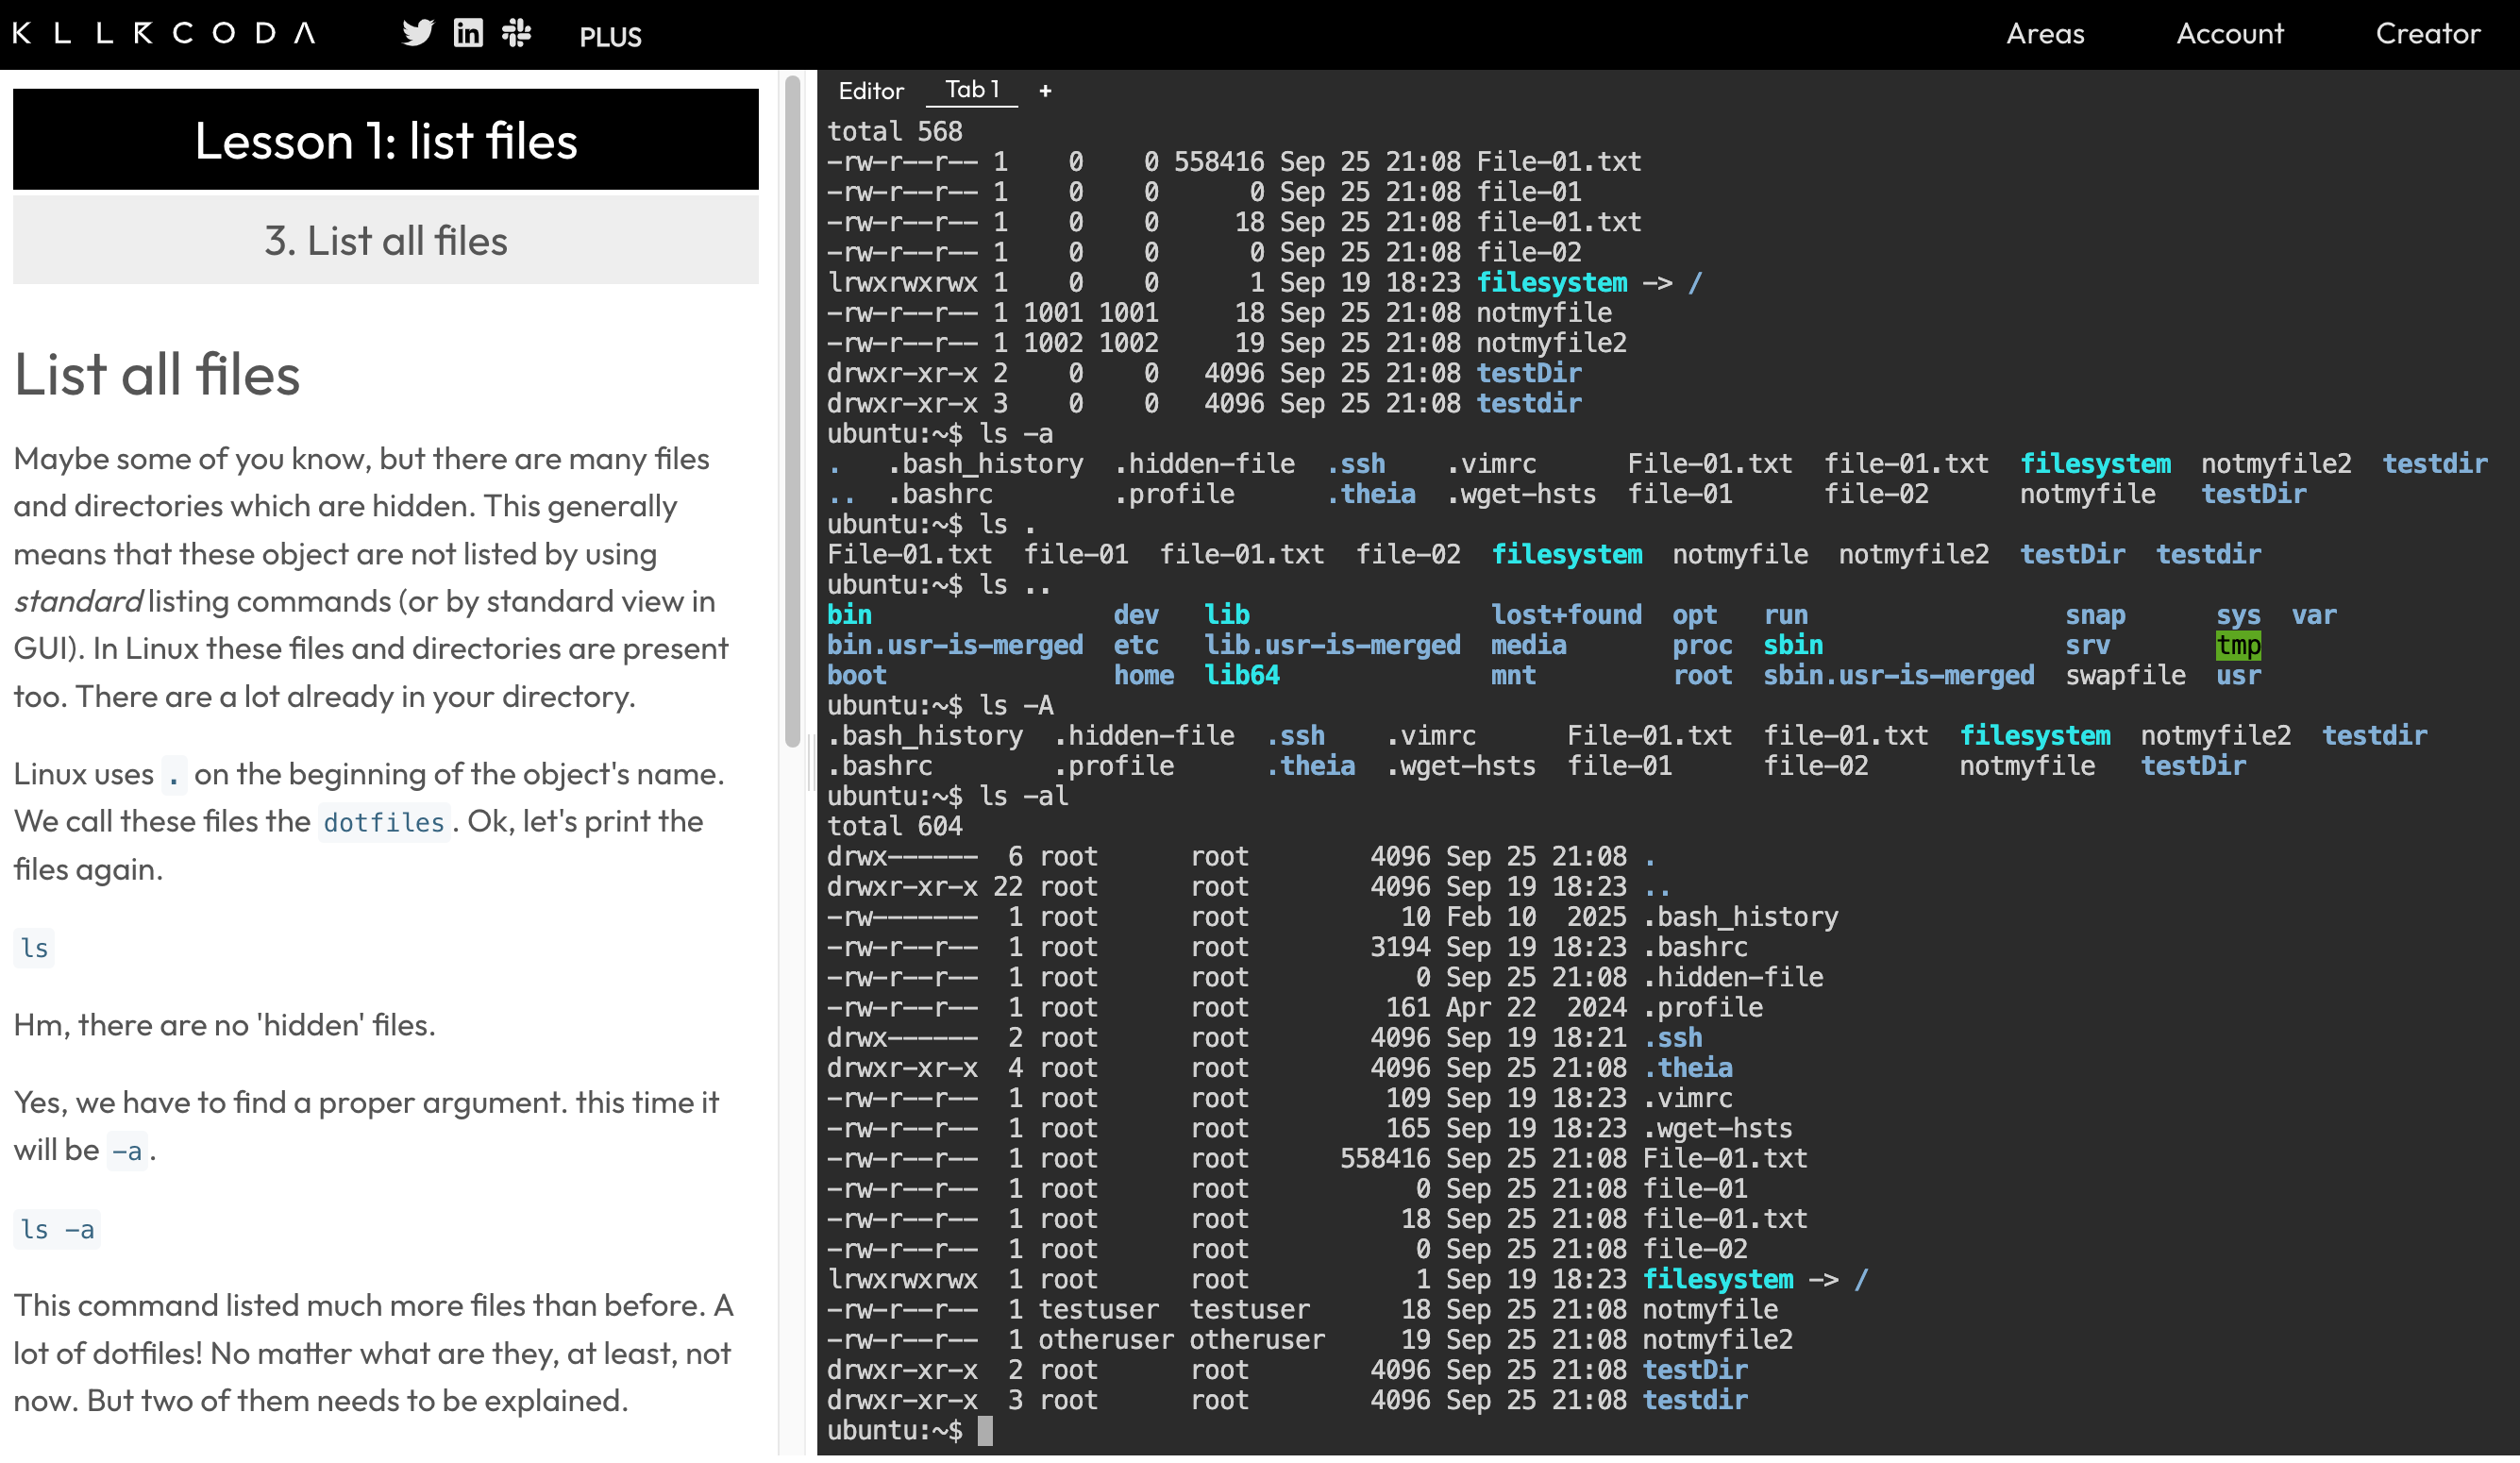 KILLERCODA PLUS Areas Account Creator
Lesson 1: list files
3. List all files
List all files
Maybe some of you know, but there are many files
and directories which are hidden. This generally
means that these object are not listed by using
standard listing commands (or by standard view in
GUI). In Linux these files and directories are present
too. There are a lot already in your directory.
Linux uses . on the beginning of the object's name.
We call these files the dotfiles. Ok, let's print the
files again.
ls
Hm, there are no 'hidden' files.
Yes, we have to find a proper argument. this time it
will be -a.
ls -a
This command listed much more files than before. A
lot of dotfiles! No matter what are they, at least, not
now. But two of them needs to be explained.
Editor Tab 1 +
total 568
-rw-r--r-- 1    0    0 558416 Sep 25 21:08 File-01.txt
-rw-r--r-- 1    0    0      0 Sep 25 21:08 file-01
-rw-r--r-- 1    0    0     18 Sep 25 21:08 file-01.txt
-rw-r--r-- 1    0    0      0 Sep 25 21:08 file-02
lrwxrwxrwx 1    0    0      1 Sep 19 18:23 filesystem -> /
-rw-r--r-- 1 1001 1001     18 Sep 25 21:08 notmyfile
-rw-r--r-- 1 1002 1002     19 Sep 25 21:08 notmyfile2
drwxr-xr-x 2    0    0   4096 Sep 25 21:08 testDir
drwxr-xr-x 3    0    0   4096 Sep 25 21:08 testdir
ubuntu:~$ ls -a
.   .bash_history  .hidden-file  .ssh    .vimrc      File-01.txt  file-01.txt  filesystem  notmyfile2  testdir
..  .bashrc        .profile      .theia  .wget-hsts  file-01      file-02      notmyfile   testDir
ubuntu:~$ ls .
File-01.txt  file-01  file-01.txt  file-02  filesystem  notmyfile  notmyfile2  testDir  testdir
ubuntu:~$ ls ..
bin                dev   lib                lost+found  opt   run                 snap      sys  var
bin.usr-is-merged  etc   lib.usr-is-merged  media       proc  sbin                srv       tmp
boot               home  lib64              mnt         root  sbin.usr-is-merged  swapfile  usr
ubuntu:~$ ls -A
.bash_history  .hidden-file  .ssh    .vimrc      File-01.txt  file-01.txt  filesystem  notmyfile2  testdir
.bashrc        .profile      .theia  .wget-hsts  file-01      file-02      notmyfile   testDir
ubuntu:~$ ls -al
total 604
drwx------  6 root      root        4096 Sep 25 21:08 .
drwxr-xr-x 22 root      root        4096 Sep 19 18:23 ..
-rw-------  1 root      root          10 Feb 10  2025 .bash_history
-rw-r--r--  1 root      root        3194 Sep 19 18:23 .bashrc
-rw-r--r--  1 root      root           0 Sep 25 21:08 .hidden-file
-rw-r--r--  1 root      root         161 Apr 22  2024 .profile
drwx------  2 root      root        4096 Sep 19 18:21 .ssh
drwxr-xr-x  4 root      root        4096 Sep 25 21:08 .theia
-rw-r--r--  1 root      root         109 Sep 19 18:23 .vimrc
-rw-r--r--  1 root      root         165 Sep 19 18:23 .wget-hsts
-rw-r--r--  1 root      root      558416 Sep 25 21:08 File-01.txt
-rw-r--r--  1 root      root           0 Sep 25 21:08 file-01
-rw-r--r--  1 root      root          18 Sep 25 21:08 file-01.txt
-rw-r--r--  1 root      root           0 Sep 25 21:08 file-02
lrwxrwxrwx  1 root      root           1 Sep 19 18:23 filesystem -> /
-rw-r--r--  1 testuser  testuser      18 Sep 25 21:08 notmyfile
-rw-r--r--  1 otheruser otheruser     19 Sep 25 21:08 notmyfile2
drwxr-xr-x  2 root      root        4096 Sep 25 21:08 testDir
drwxr-xr-x  3 root      root        4096 Sep 25 21:08 testdir
ubuntu:~$